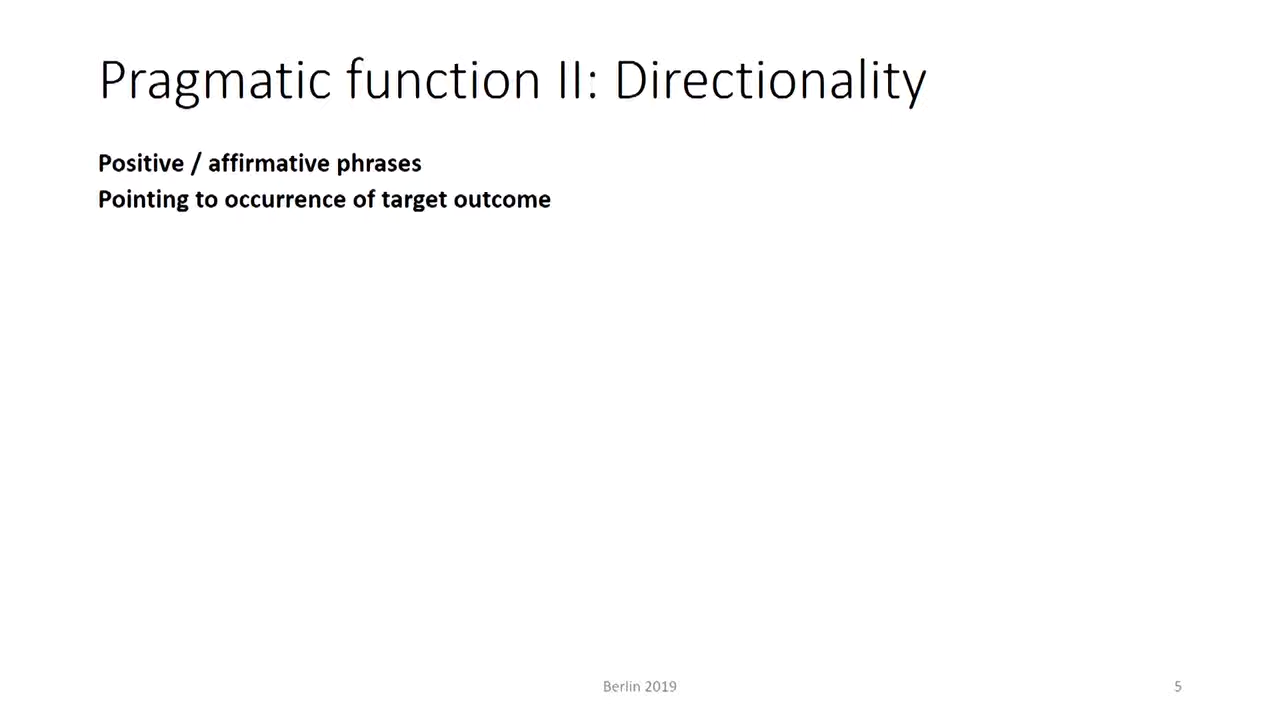 Pragmatic function II: Directionality
Positive / affirmative phrases
Pointing to occurrence of target outcome
Berlin 2019
5